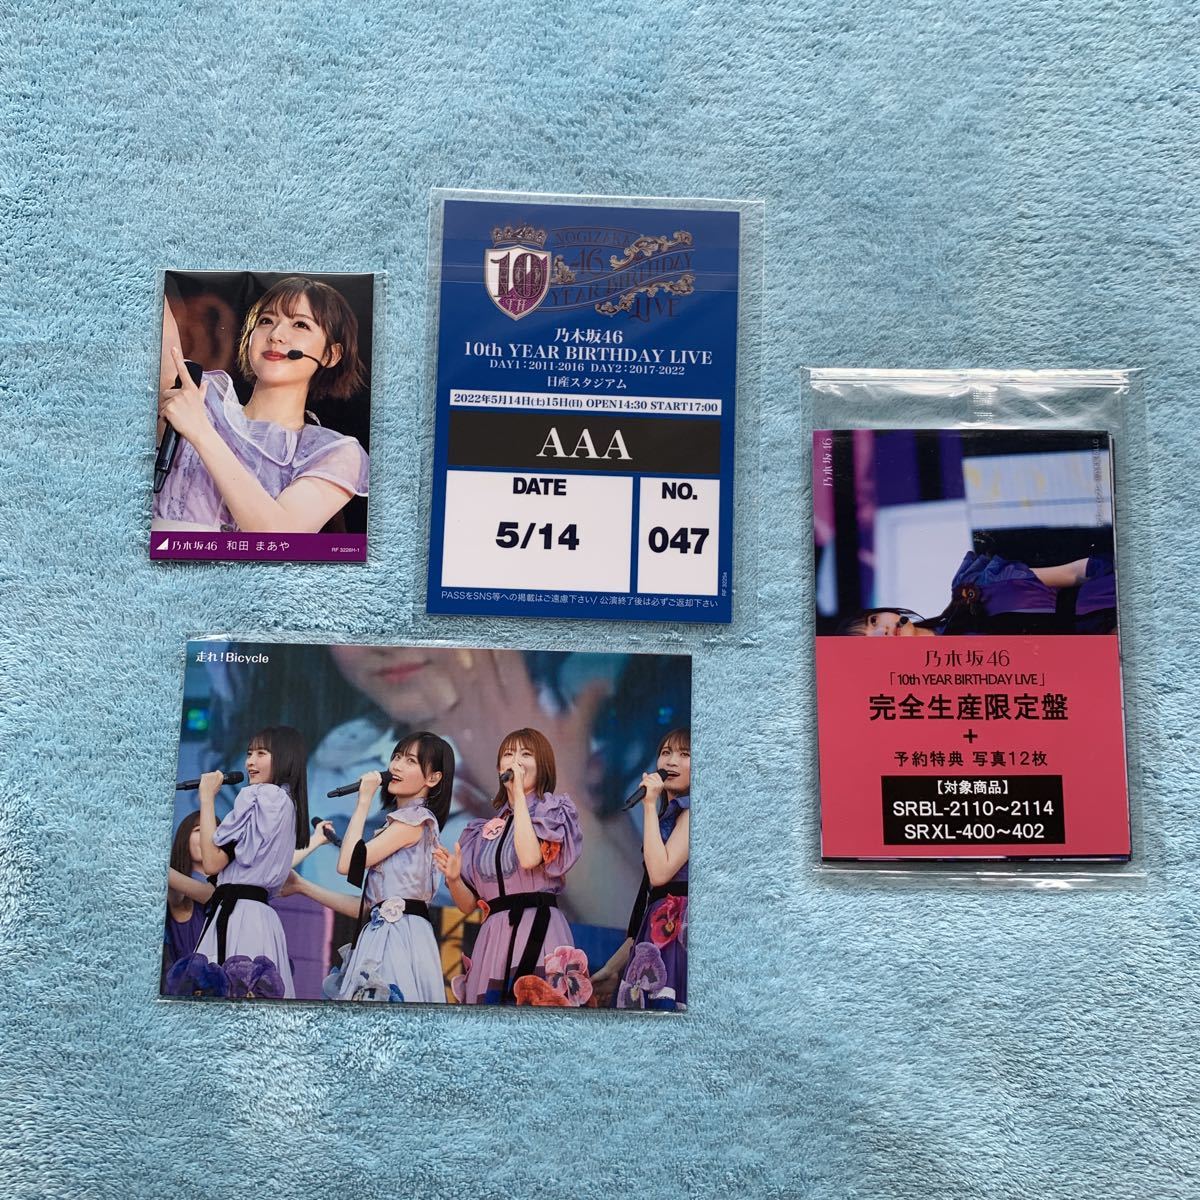 乃木坂46 和田 まあや
RF 3226H-1
10
TH
NOGIZAKA
46
BIRTHDAY
YEAR
LIVE
乃木坂46
10th YEAR BIRTHDAY LIVE
DAY1:2011-2016 DAY2:2017-2022
日産スタジアム
2022年5月14日(土)15日(日) OPEN14:30 START17:00
AAA
DATE
5/14
NO.
047
PASSをSNS等への掲載はご遠慮下さい/ 公演終了後は必ずご返却下さい
走れ!Bicycle
乃木坂46
乃木坂46
「10th YEAR BIRTHDAY LIVE」
完全生産限定盤
+
予約特典 写真12枚
【対象商品】
SRBL-2110〜2114
SRXL-400〜402